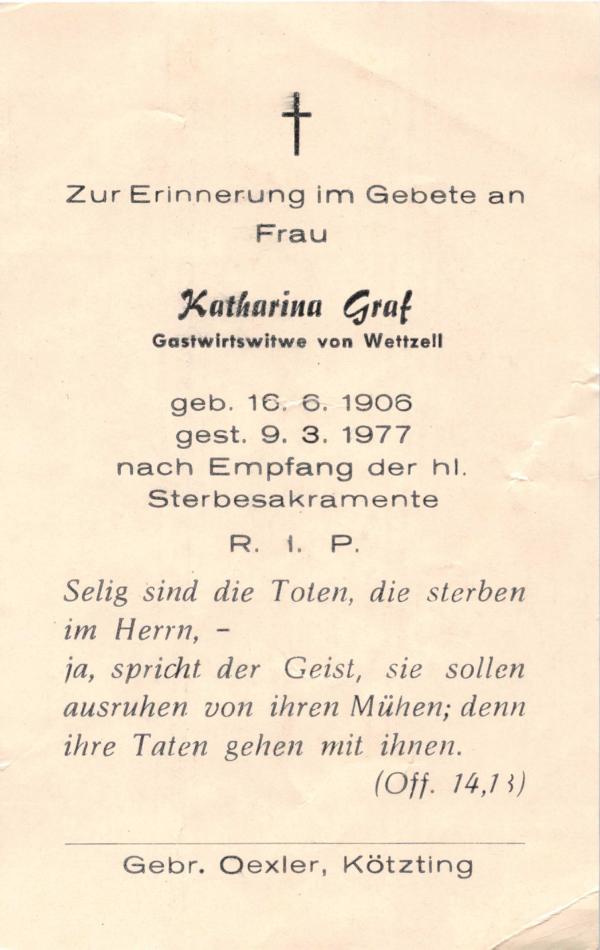 Zur Erinnerung im Gebete an
Frau
Katharina Graf
Gastwirtswitwe von Wettzell
geb. 16. 6. 1906
gest. 9. 3. 1977
nach Empfang der hl.
Sterbesakramente
R. I. P.
Selig sind die Toten, die sterben
im Herrn, –
ja, spricht der Geist, sie sollen
ausruhen von ihren Mühen; denn
ihre Taten gehen mit ihnen.
(Off. 14,13)
Gebr. Oexler, Kötzting